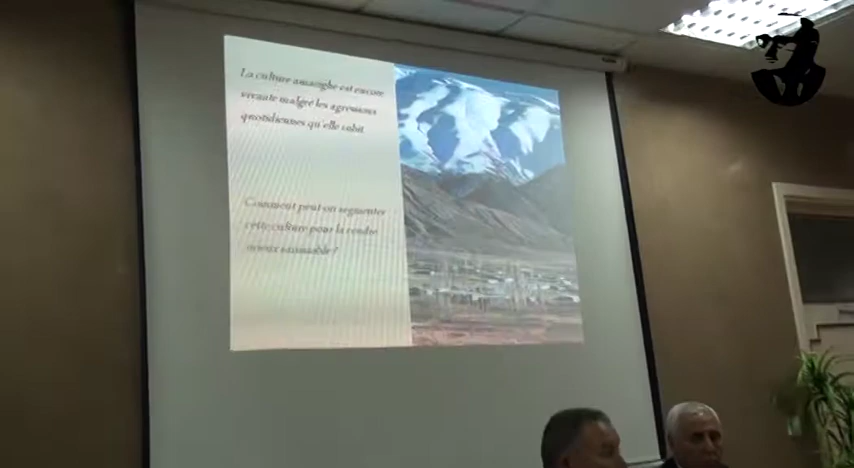 La culture amazighe est encore
vivante malgré les agressions
quotidiennes qu'elle subit
Comment peut-on segmenter
cette culture pour la rendre
mieux